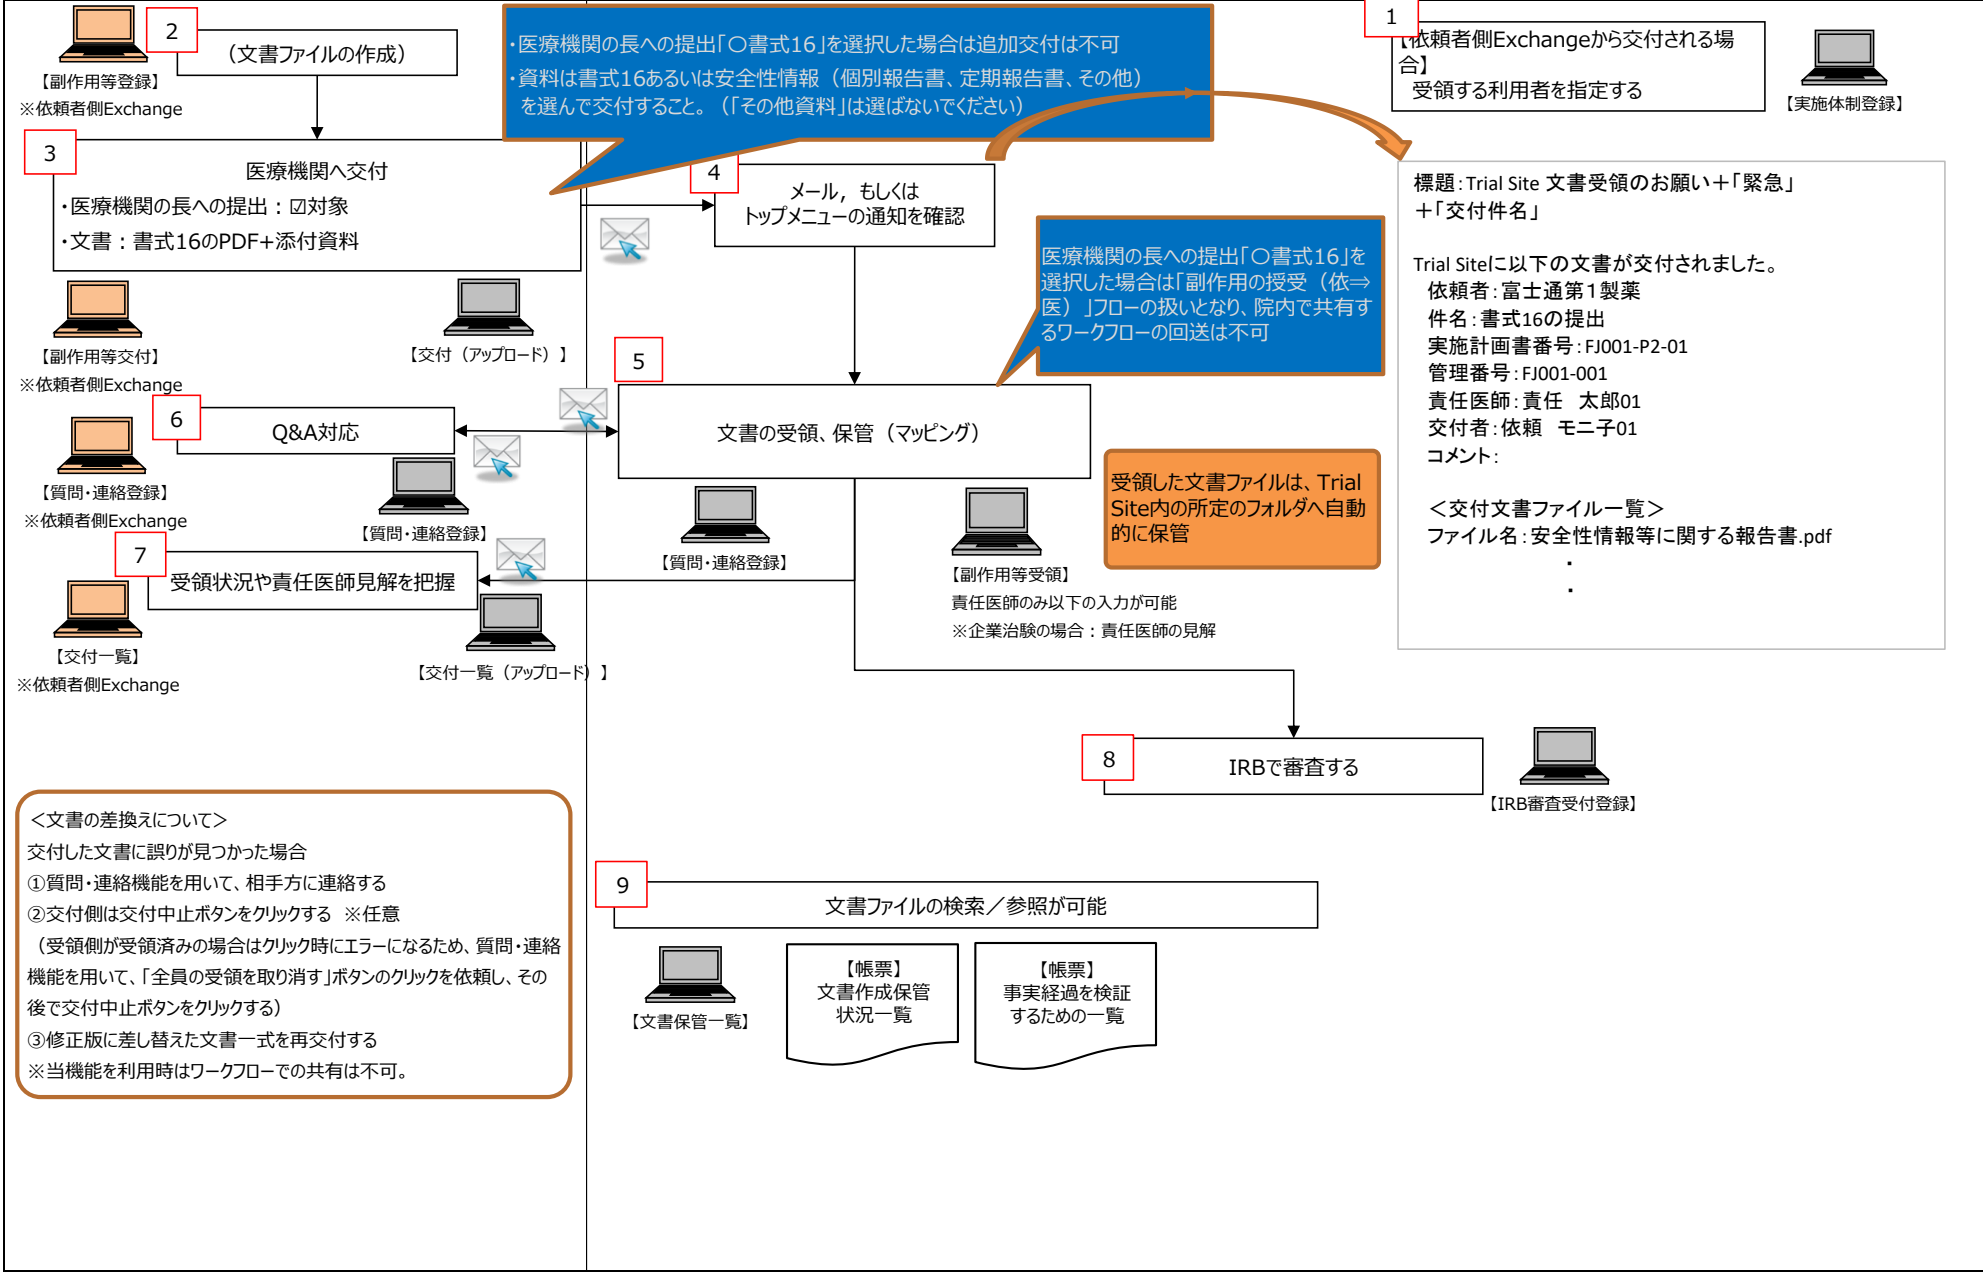 2
（文書ファイルの作成）
【副作用等登録】
※依頼者側Exchange
・医療機関の長への提出「〇書式16」を選択した場合は追加交付は不可
・資料は書式16あるいは安全性情報（個別報告書、定期報告書、その他）
を選んで交付すること。（「その他資料」は選ばないでください）
1
【依頼者側Exchangeから交付される場
合】
受領する利用者を指定する
【実施体制登録】
3
医療機関へ交付
・医療機関の長への提出：☑対象
・文書：書式16のPDF+添付資料
【副作用等交付】
※依頼者側Exchange
【交付（アップロード）】
4
メール，もしくは
トップメニューの通知を確認
医療機関の長への提出「〇書式16」を
選択した場合は「副作用の授受（依⇒
医）」フローの扱いとなり、院内で共有す
るワークフローの回送は不可
標題：Trial Site 文書受領のお願い＋「緊急」
＋「交付件名」
Trial Siteに以下の文書が交付されました。
依頼者：富士通第１製薬
件名：書式16の提出
実施計画書番号：FJ001-P2-01
管理番号：FJ001-001
責任医師：責任　太郎01
交付者：依頼　モニ子01
コメント：
＜交付文書ファイル一覧＞
ファイル名：安全性情報等に関する報告書.pdf
・
・
5
文書の受領、保管（マッピング）
受領した文書ファイルは、Trial
Site内の所定のフォルダへ自動
的に保管
【質問・連絡登録】
【副作用等受領】
責任医師のみ以下の入力が可能
※企業治験の場合：責任医師の見解
6
Q&A対応
【質問・連絡登録】
※依頼者側Exchange
【質問・連絡登録】
7
受領状況や責任医師見解を把握
【交付一覧】
※依頼者側Exchange
【交付一覧（アップロード）】
8
IRBで審査する
【IRB審査受付登録】
＜文書の差換えについて＞
交付した文書に誤りが見つかった場合
①質問・連絡機能を用いて、相手方に連絡する
②交付側は交付中止ボタンをクリックする　※任意
（受領側が受領済みの場合はクリック時にエラーになるため、質問・連絡
機能を用いて、「全員の受領を取り消す」ボタンのクリックを依頼し、その
後で交付中止ボタンをクリックする）
③修正版に差し替えた文書一式を再交付する
※当機能を利用時はワークフローでの共有は不可。
9
文書ファイルの検索／参照が可能
【文書保管一覧】
【帳票】
文書作成保管
状況一覧
【帳票】
事実経過を検証
するための一覧